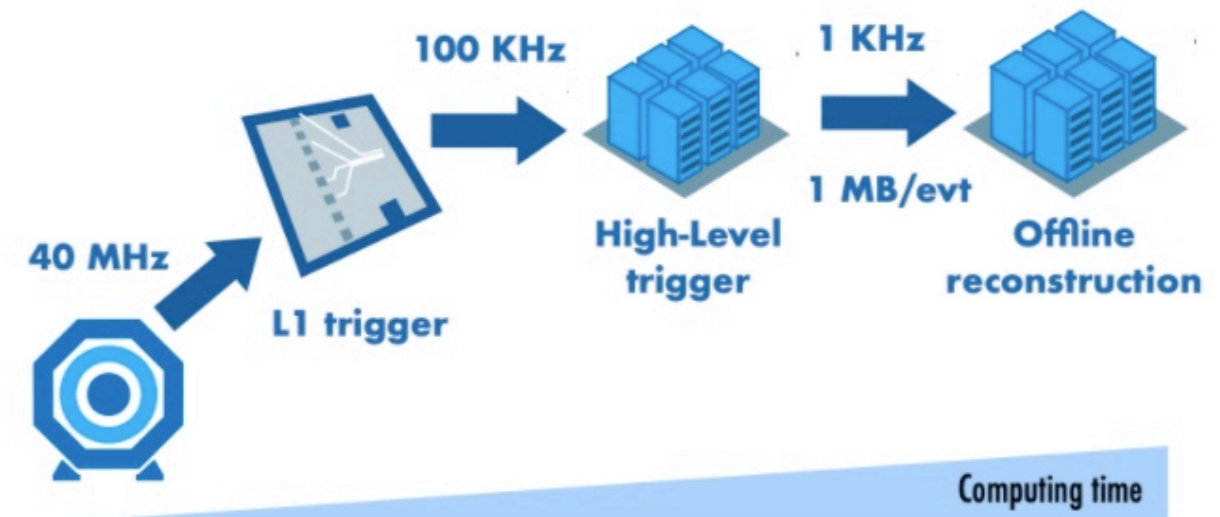 40 MHz
L1 trigger
100 KHz
High-Level
trigger
1 KHz
1 MB/evt
Offline
reconstruction
Computing time